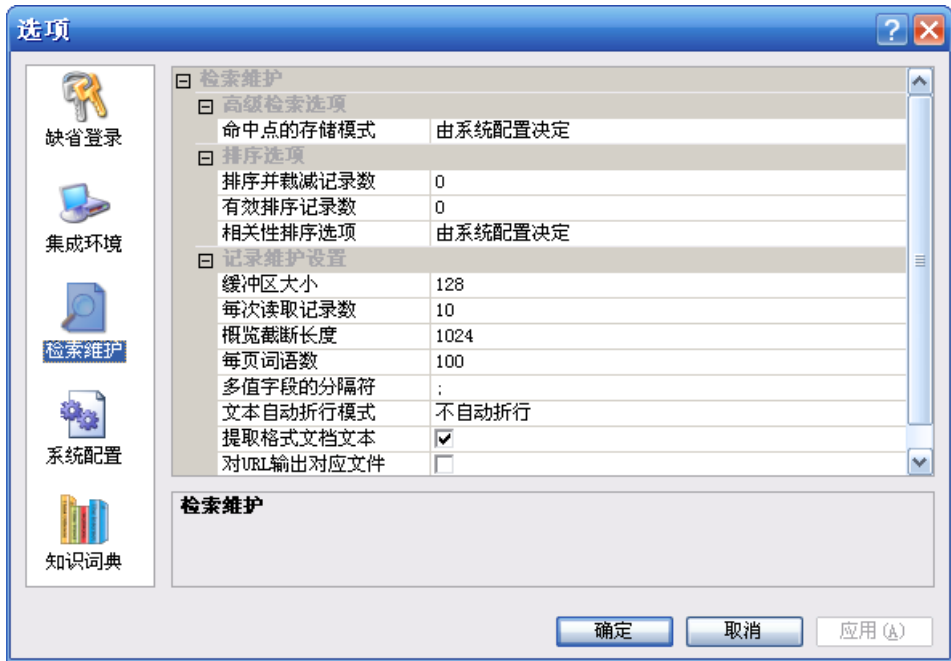 选项
缺省登录
集成环境
检索维护
系统配置
知识词典
检索维护
高级检索选项
命中点的存储模式 由系统配置决定
排序选项
排序并裁减记录数 0
有效排序记录数 0
相关性排序选项 由系统配置决定
记录维护设置
缓冲区大小 128
每次读取记录数 10
概览截断长度 1024
每页词语数 100
多值字段的分隔符 ;
文本自动折行模式 不自动折行
提取格式文档文本
对URL输出对应文件
检索维护
确定 取消 应用(A)